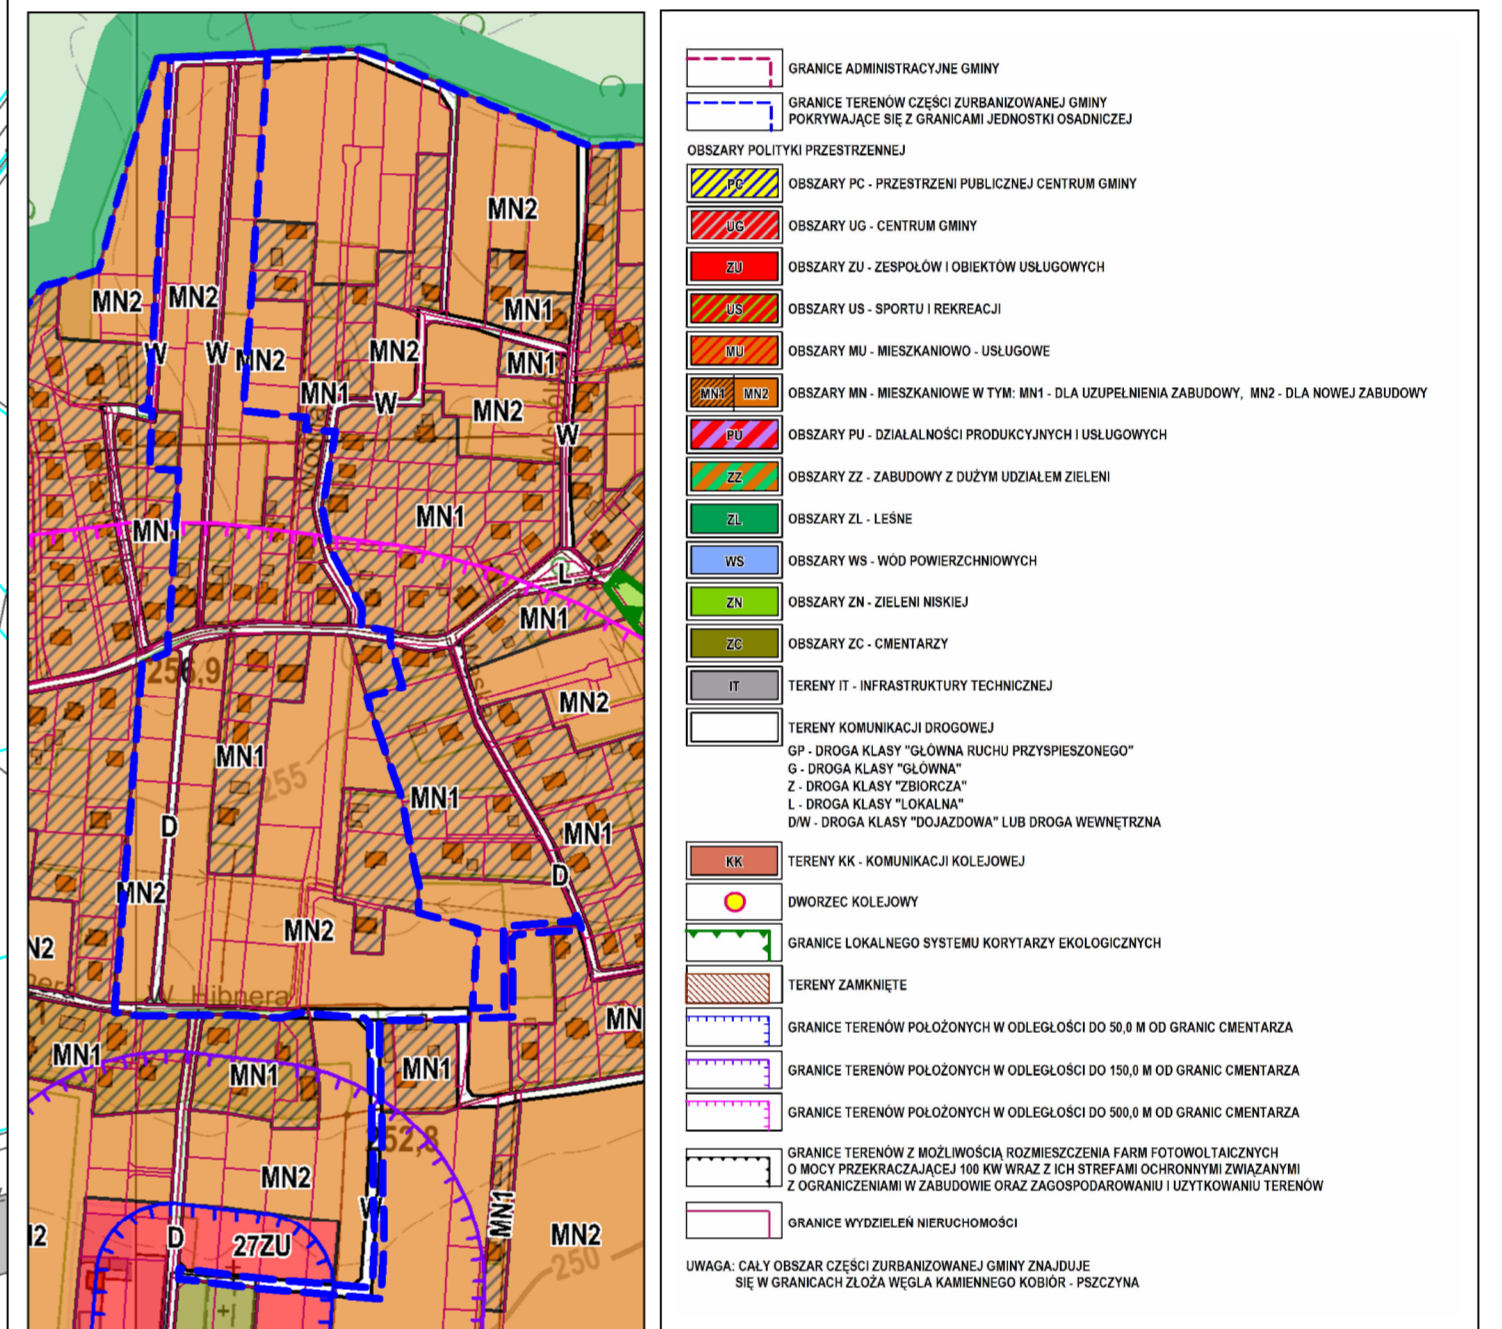 MN2
MN2
MN2
MN1
W
W
MN2
MN2
MN1
MN1
W
MN2
W
MN1
MN1
L
MN1
256,9
MN2
MN1
255
MN1
D
MN1
D
MN2
MN2
N2
W. Hibnera
MN
MN1
MN1
MN1
252,8
MN2
W
MN1
D
27ZU
MN2
250
GRANICE ADMINISTRACYJNE GMINY
GRANICE TERENÓW CZĘŚCI ZURBANIZOWANEJ GMINY
POKRYWAJĄCE SIĘ Z GRANICAMI JEDNOSTKI OSADNICZEJ
OBSZARY POLITYKI PRZESTRZENNEJ
PC OBSZARY PC - PRZESTRZENI PUBLICZNEJ CENTRUM GMINY
UG OBSZARY UG - CENTRUM GMINY
ZU OBSZARY ZU - ZESPOŁÓW I OBIEKTÓW USŁUGOWYCH
US OBSZARY US - SPORTU I REKREACJI
MU OBSZARY MU - MIESZKANIOWO - USŁUGOWE
MN1 MN2 OBSZARY MN - MIESZKANIOWE W TYM: MN1 - DLA UZUPEŁNIENIA ZABUDOWY, MN2 - DLA NOWEJ ZABUDOWY
PU OBSZARY PU - DZIAŁALNOŚCI PRODUKCYJNYCH I USŁUGOWYCH
ZZ OBSZARY ZZ - ZABUDOWY Z DUŻYM UDZIAŁEM ZIELENI
ZL OBSZARY ZL - LEŚNE
WS OBSZARY WS - WÓD POWIERZCHNIOWYCH
ZN OBSZARY ZN - ZIELENI NISKIEJ
ZC OBSZARY ZC - CMENTARZY
IT TERENY IT - INFRASTRUKTURY TECHNICZNEJ
TERENY KOMUNIKACJI DROGOWEJ
GP - DROGA KLASY "GŁÓWNA RUCHU PRZYSPIESZONEGO"
G - DROGA KLASY "GŁÓWNA"
Z - DROGA KLASY "ZBIORCZA"
L - DROGA KLASY "LOKALNA"
D/W - DROGA KLASY "DOJAZDOWA" LUB DROGA WEWNĘTRZNA
KK TERENY KK - KOMUNIKACJI KOLEJOWEJ
DWORZEC KOLEJOWY
GRANICE LOKALNEGO SYSTEMU KORYTARZY EKOLOGICZNYCH
TERENY ZAMKNIĘTE
GRANICE TERENÓW POŁOŻONYCH W ODLEGŁOŚCI DO 50,0 M OD GRANIC CMENTARZA
GRANICE TERENÓW POŁOŻONYCH W ODLEGŁOŚCI DO 150,0 M OD GRANIC CMENTARZA
GRANICE TERENÓW POŁOŻONYCH W ODLEGŁOŚCI DO 500,0 M OD GRANIC CMENTARZA
GRANICE TERENÓW Z MOŻLIWOŚCIĄ ROZMIESZCZENIA FARM FOTOWOLTAICZNYCH
O MOCY PRZEKRACZAJĄCEJ 100 KW WRAZ Z ICH STREFAMI OCHRONNYMI ZWIĄZANYMI
Z OGRANICZENIAMI W ZABUDOWIE ORAZ ZAGOSPODAROWANIU I UZYTKOWANIU TERENÓW
GRANICE WYDZIELEŃ NIERUCHOMOŚCI
UWAGA: CAŁY OBSZAR CZĘŚCI ZURBANIZOWANEJ GMINY ZNAJDUJE
SIĘ W GRANICACH ZŁOŻA WĘGLA KAMIENNEGO KOBIÓR - PSZCZYNA